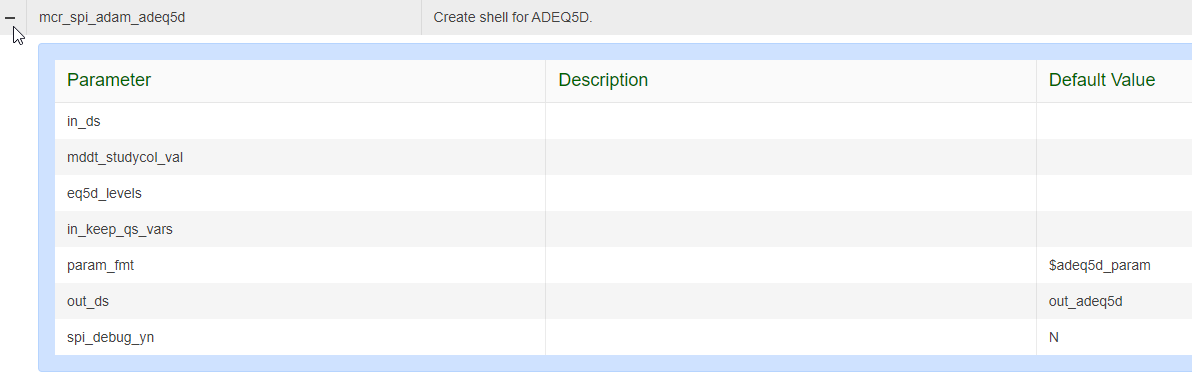 mcr_spi_adam_adeq5d Create shell for ADEQ5D.
Parameter Description Default Value
in_ds
mddt_studycol_val
eq5d_levels
in_keep_qs_vars
param_fmt $adeq5d_param
out_ds out_adeq5d
spi_debug_yn N